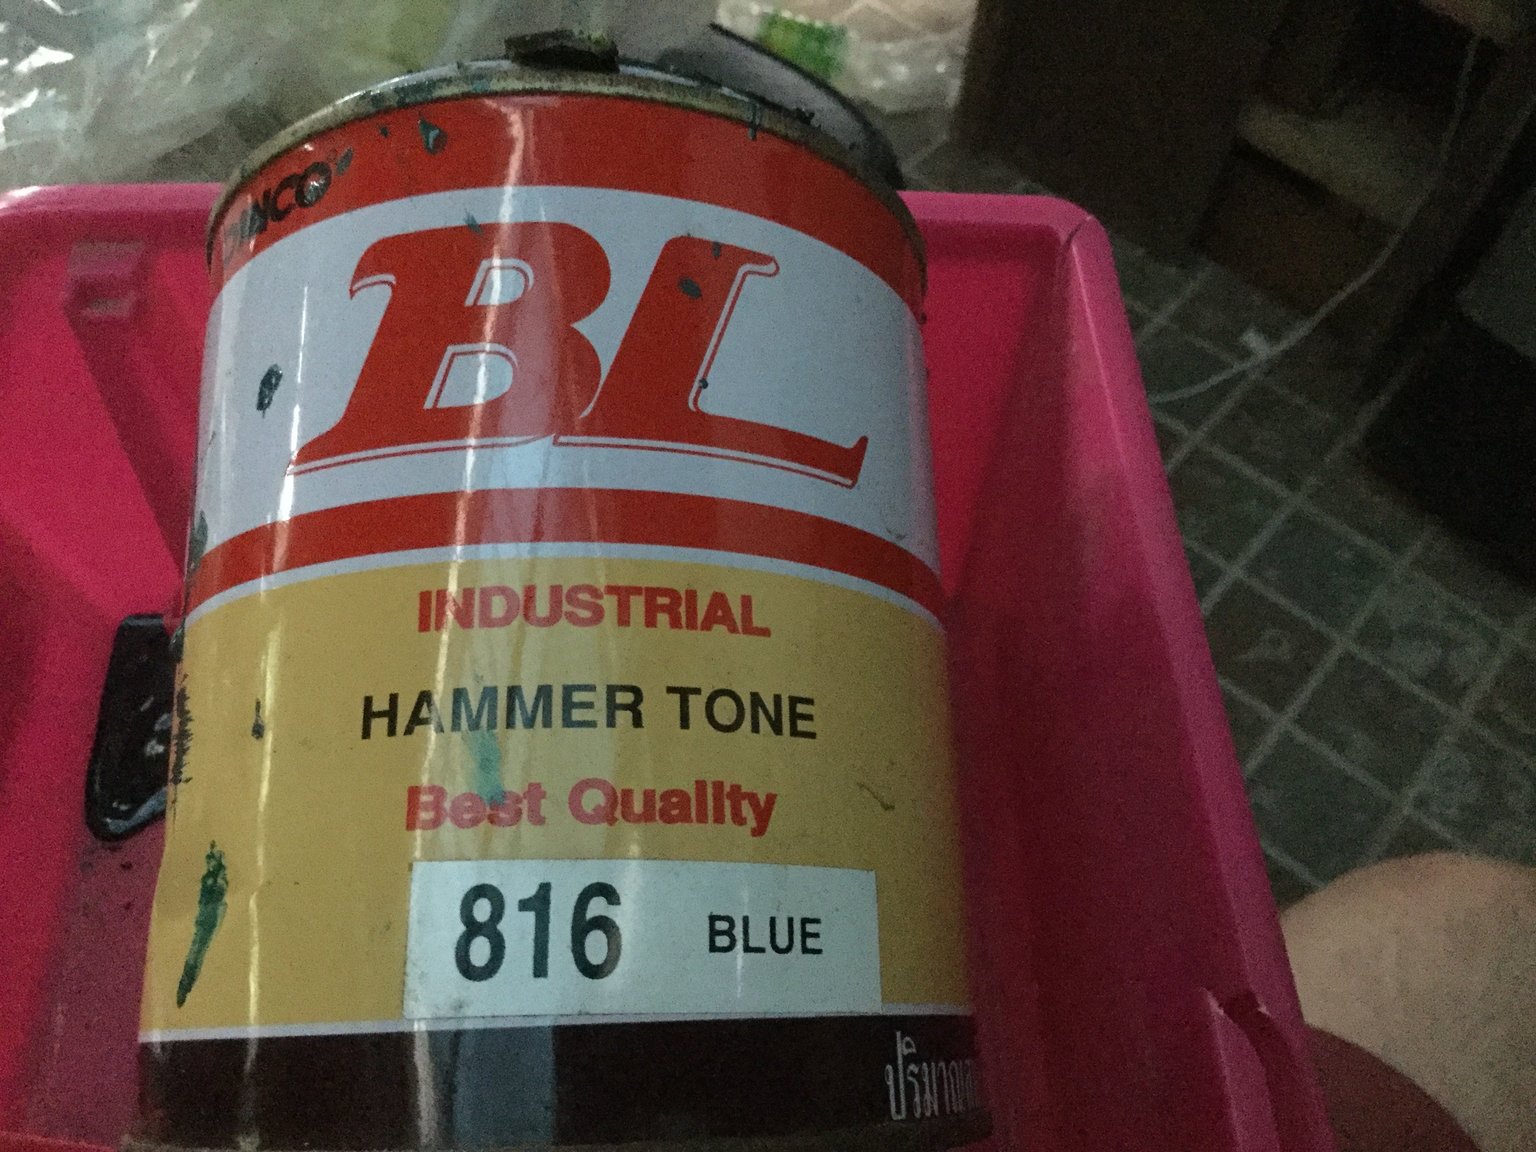 BL
INDUSTRIAL
HAMMER TONE
Best Quality
816 BLUE